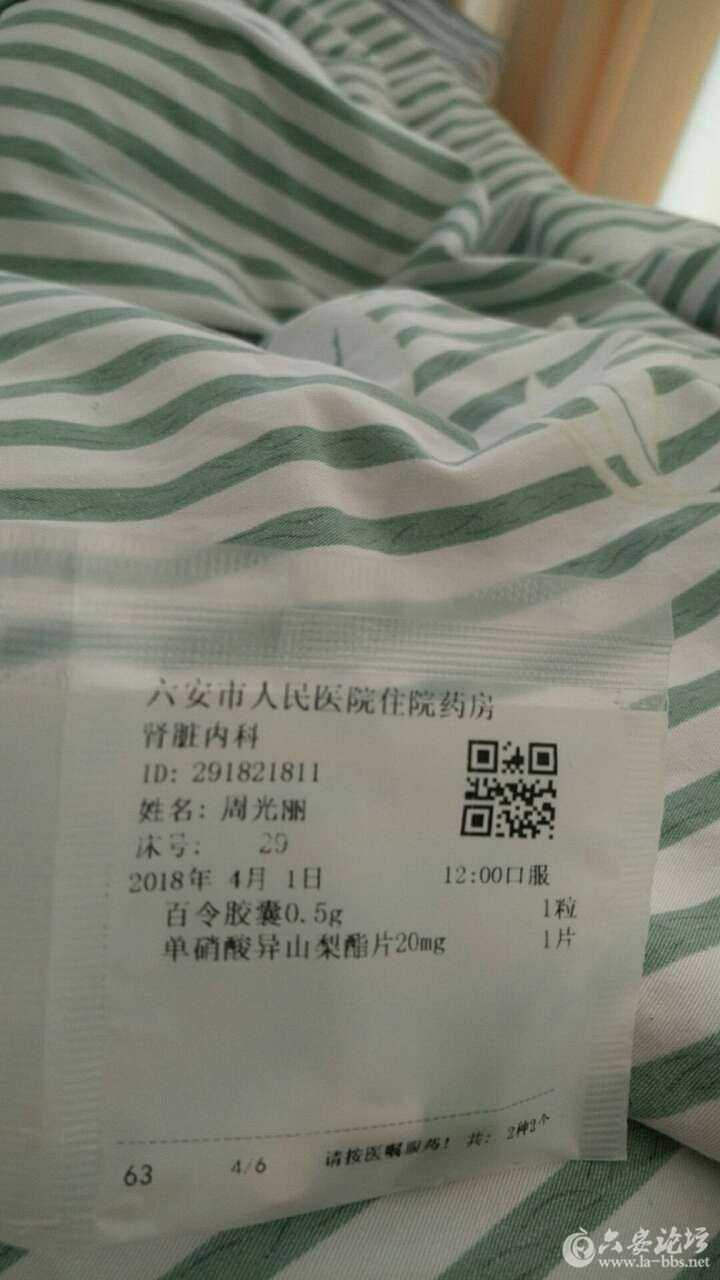 六安市人民医院住院药房
肾脏内科
ID: 291821811
姓名: 周光丽
床号: 29
2018年 4月 1日 12:00口服
百令胶囊0.5g 1粒
单硝酸异山梨酯片20mg 1片
63 4/6 请按医嘱服药! 共: 2种2个
六安论坛
www.la-bbs.net